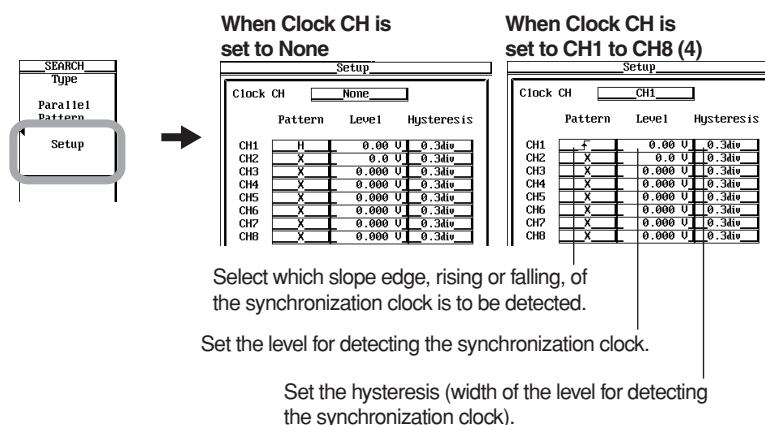 When Clock CH is
set to None
When Clock CH is
set to CH1 to CH8 (4)
SEARCH
Type
Parallel
Pattern
Setup
Setup
Clock CH None
Pattern Level Hysteresis
CH1 H 0.00 V 0.3div
CH2 X 0.0 V 0.3div
CH3 X 0.000 V 0.3div
CH4 X 0.000 V 0.3div
CH5 X 0.000 V 0.3div
CH6 X 0.000 V 0.3div
CH7 X 0.000 V 0.3div
CH8 X 0.000 V 0.3div
Setup
Clock CH CH1
Pattern Level Hysteresis
CH1 0.00 V 0.3div
CH2 X 0.0 V 0.3div
CH3 X 0.000 V 0.3div
CH4 X 0.000 V 0.3div
CH5 X 0.000 V 0.3div
CH6 X 0.000 V 0.3div
CH7 X 0.000 V 0.3div
CH8 X 0.000 V 0.3div
Select which slope edge, rising or falling, of
the synchronization clock is to be detected.
Set the level for detecting the synchronization clock.
Set the hysteresis (width of the level for detecting
the synchronization clock).